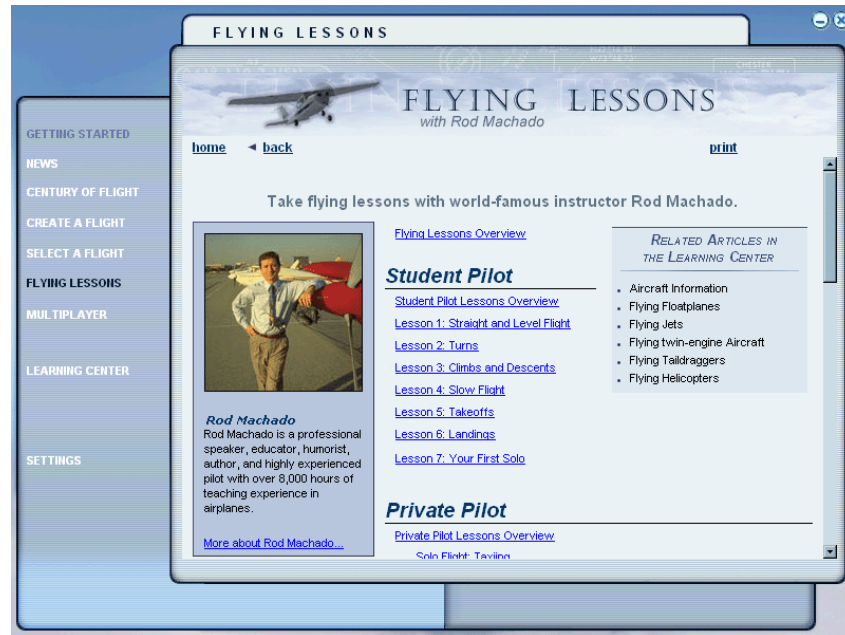 FLYING LESSONS
FLYING LESSONS
with Rod Machado
home
back
print
GETTING STARTED
NEWS
CENTURY OF FLIGHT
CREATE A FLIGHT
SELECT A FLIGHT
FLYING LESSONS
MULTIPLAYER
LEARNING CENTER
SETTINGS
Take flying lessons with world-famous instructor Rod Machado.
Rod Machado
Rod Machado is a professional
speaker, educator, humorist,
author, and highly experienced
pilot with over 8,000 hours of
teaching experience in
airplanes.
More about Rod Machado...
Flying Lessons Overview
Student Pilot
Student Pilot Lessons Overview
Lesson 1: Straight and Level Flight
Lesson 2: Turns
Lesson 3: Climbs and Descents
Lesson 4: Slow Flight
Lesson 5: Takeoffs
Lesson 6: Landings
Lesson 7: Your First Solo
Private Pilot
Private Pilot Lessons Overview
Solo Flight: Taxiing
RELATED ARTICLES IN
THE LEARNING CENTER
Aircraft Information
Flying Floatplanes
Flying Jets
Flying twin-engine Aircraft
Flying Taildraggers
Flying Helicopters